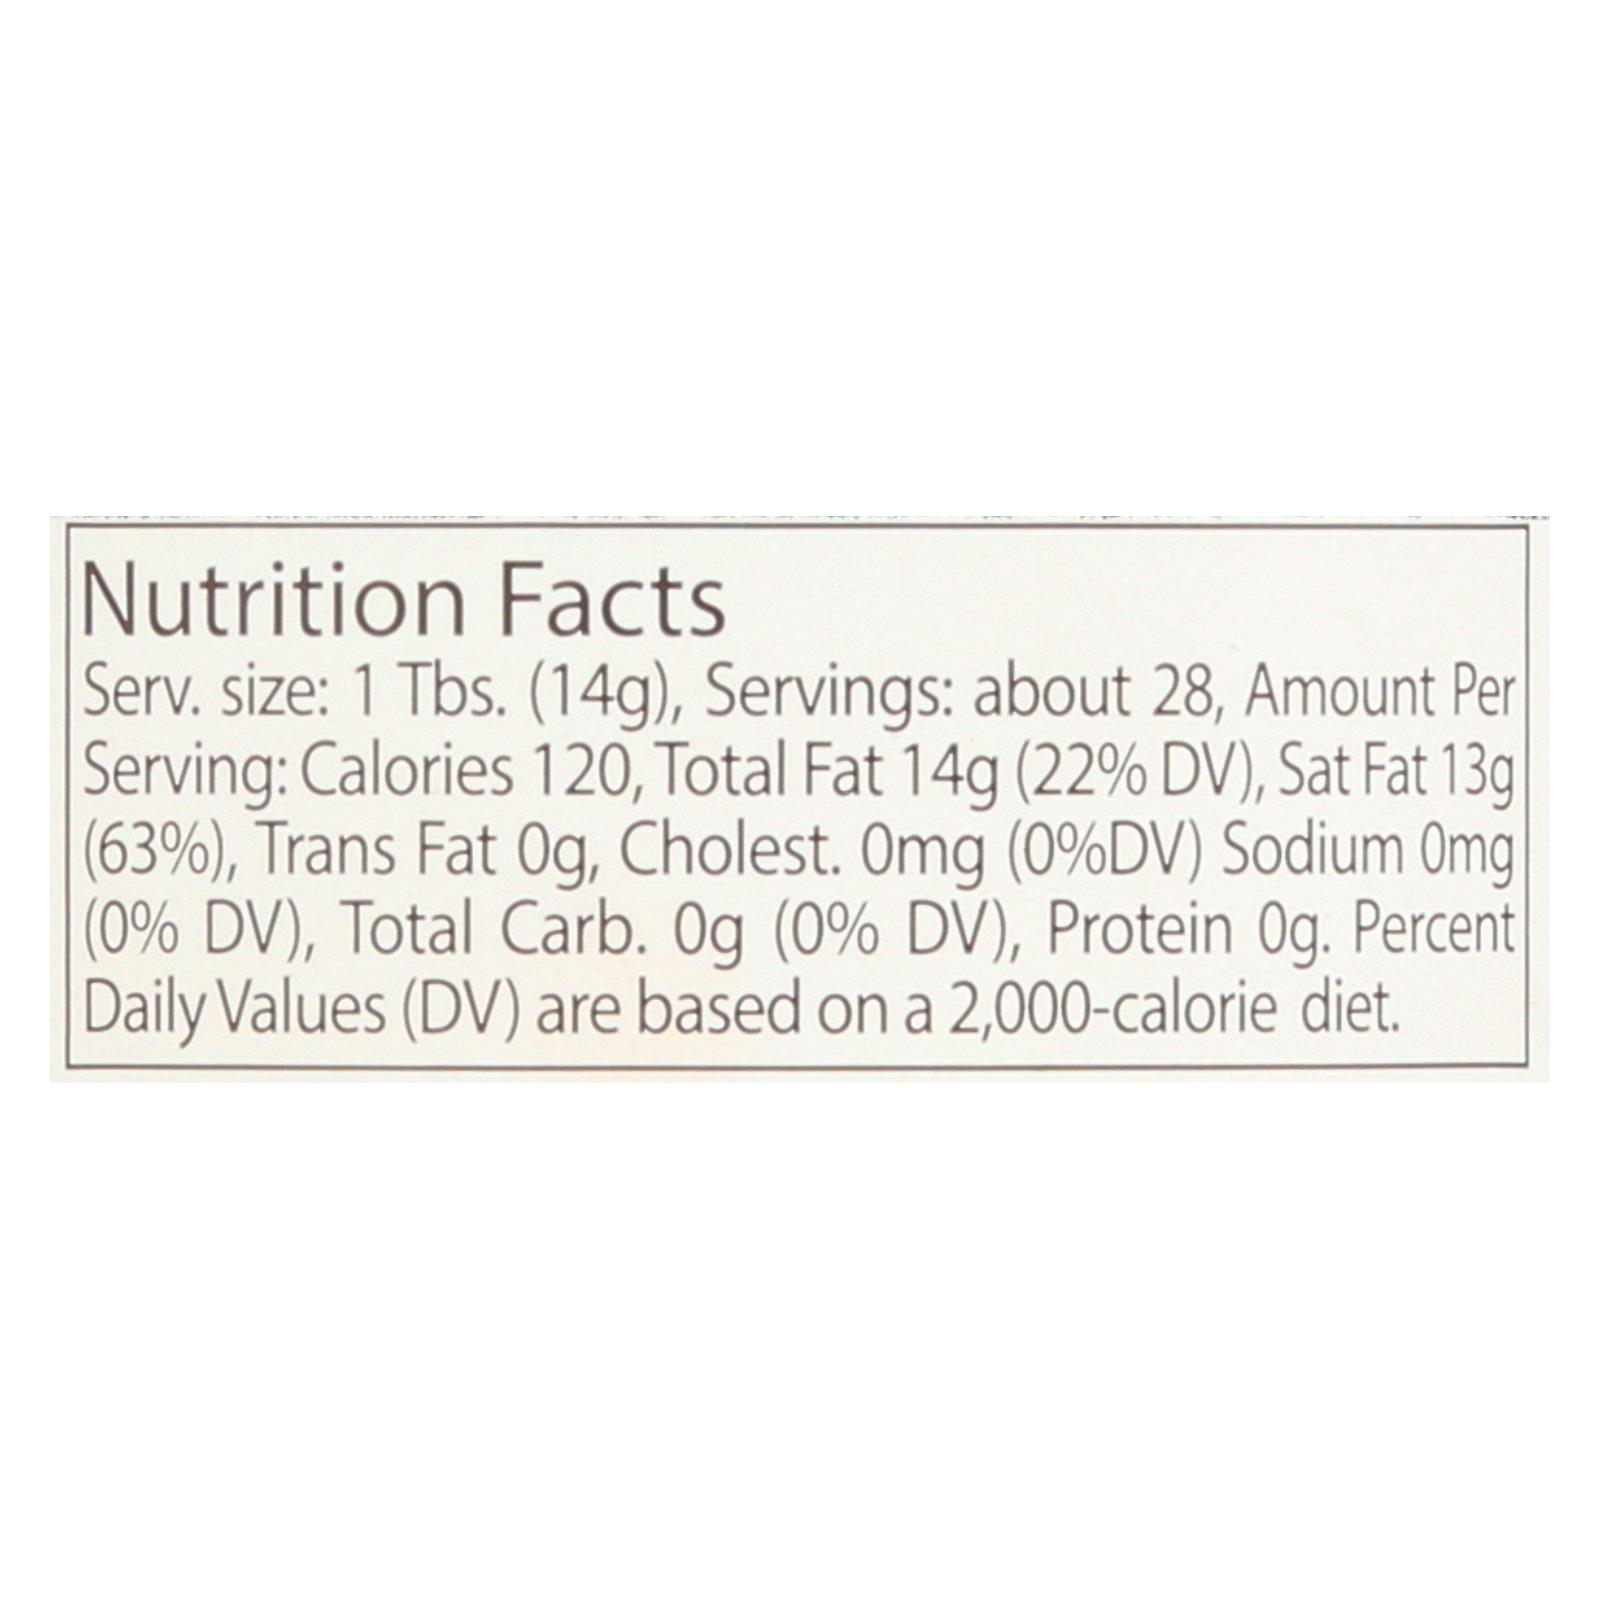 Nutrition Facts
Serv. size: 1 Tbs. (14g), Servings: about 28, Amount Per
Serving: Calories 120, Total Fat 14g (22% DV), Sat Fat 13g
(63%), Trans Fat 0g, Cholest. 0mg (0%DV) Sodium 0mg
(0% DV), Total Carb. 0g (0% DV), Protein 0g. Percent
Daily Values (DV) are based on a 2,000-calorie diet.